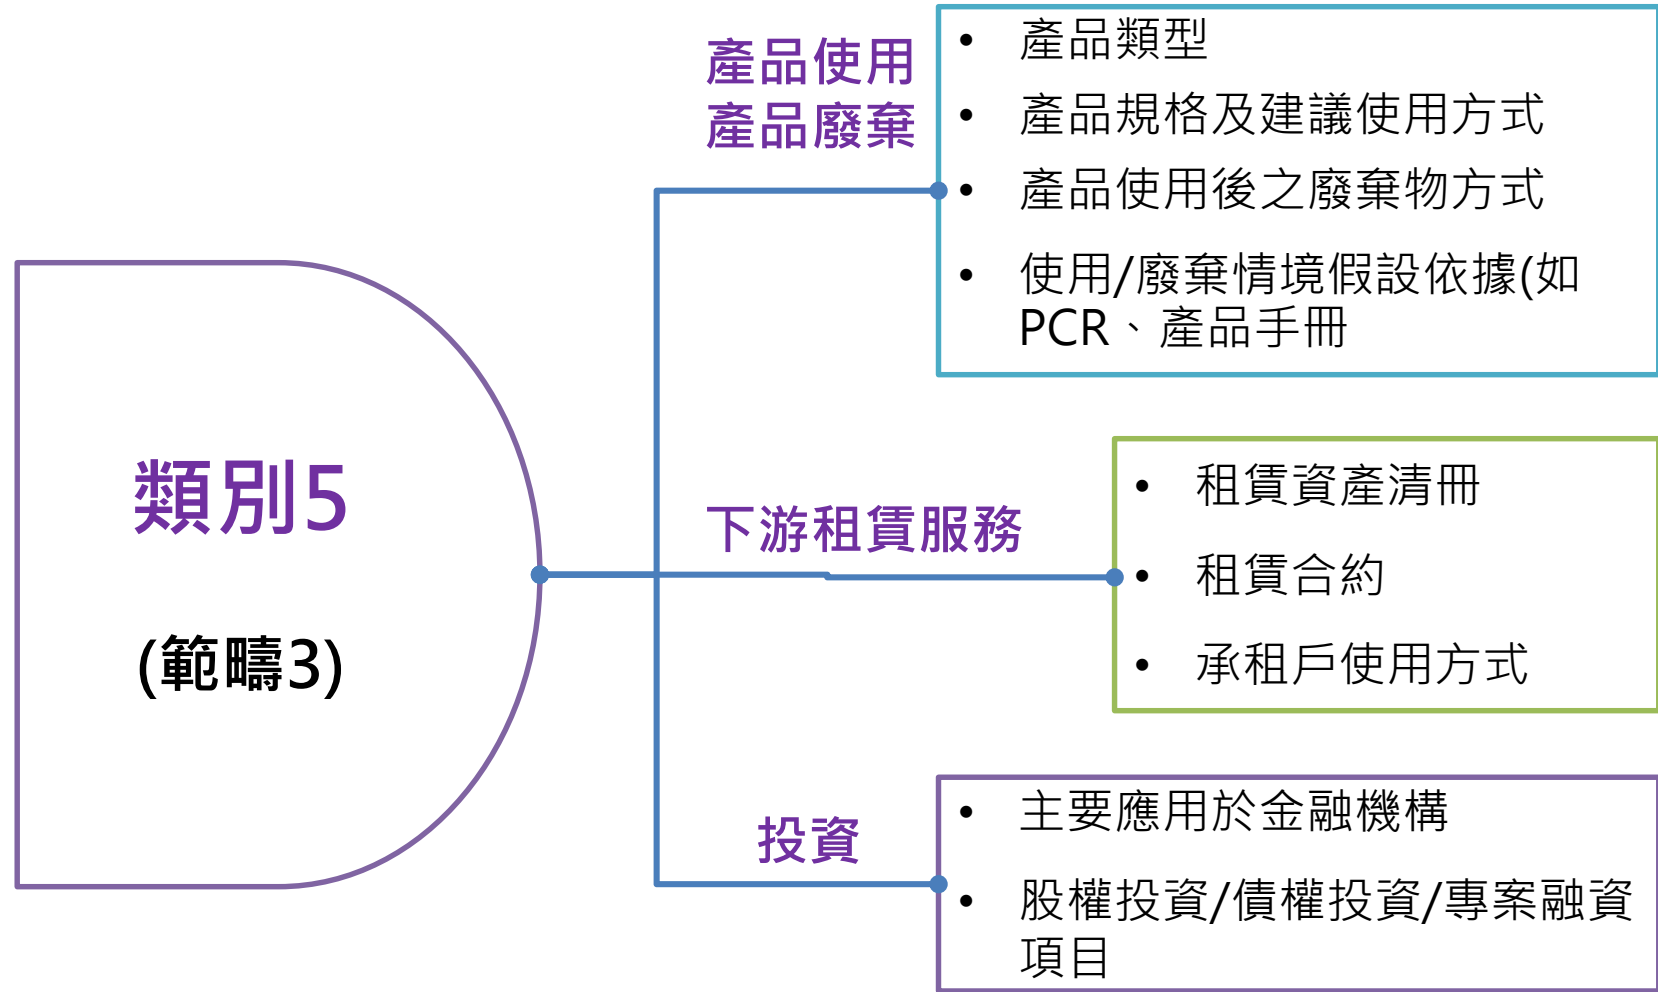 類別5
(範疇3)
產品使用
產品廢棄
• 產品類型
• 產品規格及建議使用方式
• 產品使用後之廢棄物方式
• 使用/廢棄情境假設依據(如
PCR、產品手冊
下游租賃服務
• 租賃資產清冊
• 租賃合約
• 承租戶使用方式
投資
• 主要應用於金融機構
• 股權投資/債權投資/專案融資
項目